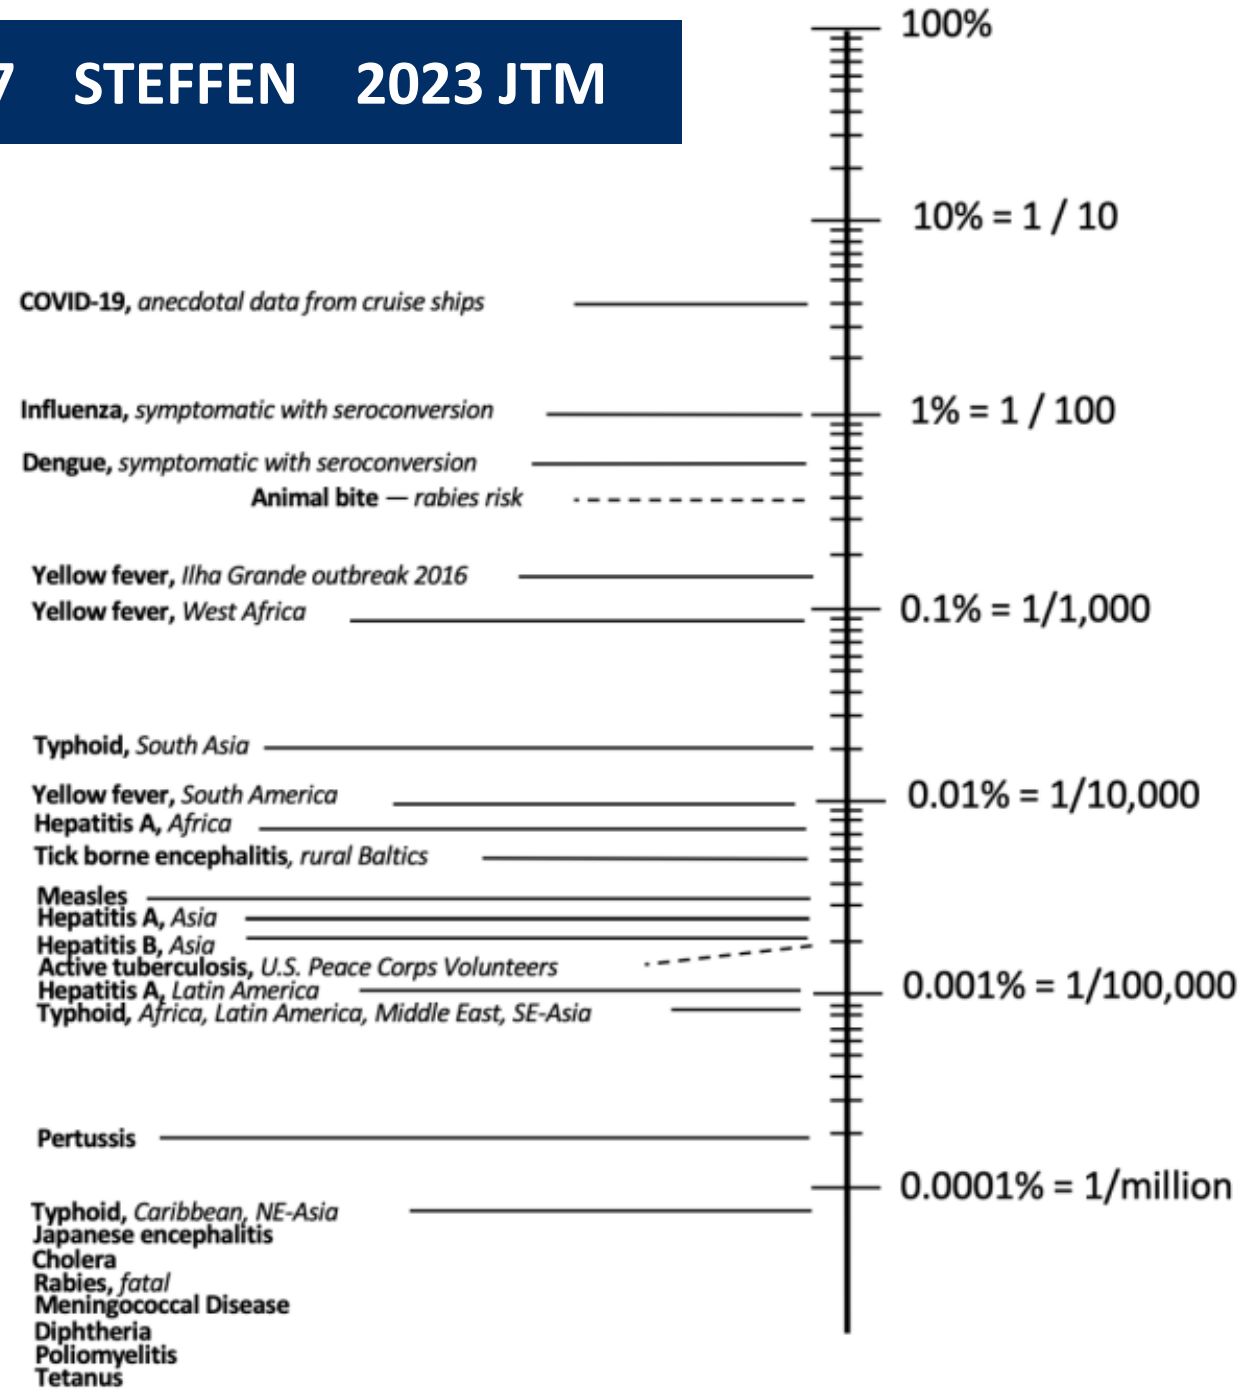 7 STEFFEN 2023 JTM
100%
10% = 1 / 10
COVID-19, anecdotal data from cruise ships
Influenza, symptomatic with seroconversion
1% = 1 / 100
Dengue, symptomatic with seroconversion
Animal bite — rabies risk
Yellow fever, Ilha Grande outbreak 2016
Yellow fever, West Africa
0.1% = 1/1,000
Typhoid, South Asia
Yellow fever, South America
0.01% = 1/10,000
Hepatitis A, Africa
Tick borne encephalitis, rural Baltics
Measles
Hepatitis A, Asia
Hepatitis B, Asia
Active tuberculosis, U.S. Peace Corps Volunteers
Hepatitis A, Latin America
0.001% = 1/100,000
Typhoid, Africa, Latin America, Middle East, SE-Asia
Pertussis
0.0001% = 1/million
Typhoid, Caribbean, NE-Asia
Japanese encephalitis
Cholera
Rabies, fatal
Meningococcal Disease
Diphtheria
Poliomyelitis
Tetanus